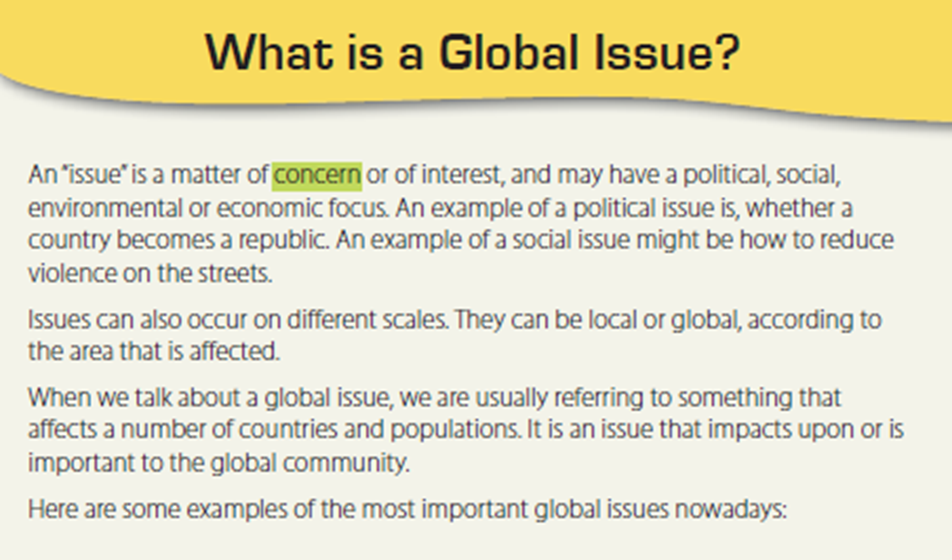 What is a Global Issue?
An "issue" is a matter of concern or of interest, and may have a political, social,
environmental or economic focus. An example of a political issue is, whether a
country becomes a republic. An example of a social issue might be how to reduce
violence on the streets.
Issues can also occur on different scales. They can be local or global, according to
the area that is affected.
When we talk about a global issue, we are usually referring to something that
affects a number of countries and populations. It is an issue that impacts upon or is
important to the global community.
Here are some examples of the most important global issues nowadays: